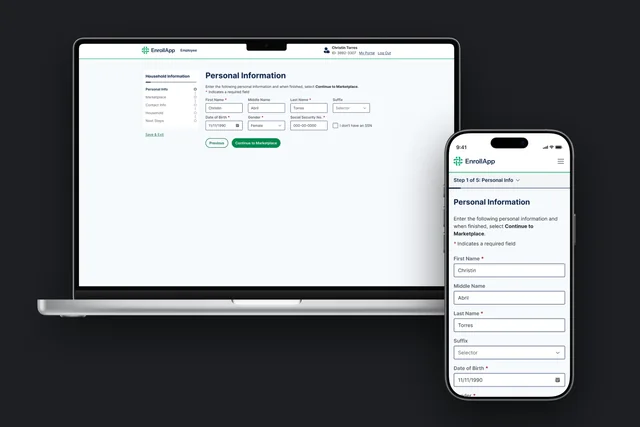 EnrollApp Employee
Christin Torres
My Portal Log Out
Household Information
Personal Info
Marketplace
Contact Info
Household
Next Steps
Save & Exit
Personal Information
Enter the following personal information and when finished, select Continue to Marketplace.
* Indicates a required field
First Name * Middle Name Last Name * Suffix
Christin Abril Torres Selector
Date of Birth * Gender * Social Security No. *
11/11/1990 Female 000-00-0000 I don't have an SSN
Previous Continue to Marketplace
9:41
EnrollApp
Step 1 of 5: Personal Info
Personal Information
Enter the following personal information and
when finished, select Continue to
Marketplace.
* Indicates a required field
First Name *
Christin
Middle Name
Abril
Last Name *
Torres
Suffix
Selector
Date of Birth *
11/11/1990